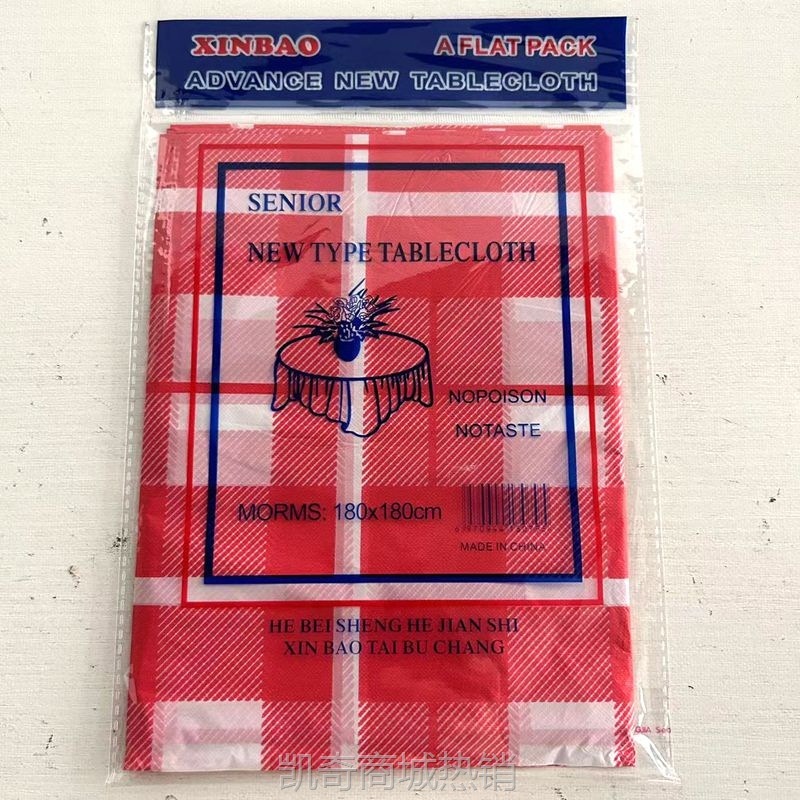 XINBAO A FLAT PACK
ADVANCE NEW TABLECLOTH
SENIOR
NEW TYPE TABLECLOTH
NOPOISON
NOTASTE
MORMS: 180x180cm
MADE IN CHINA
HE BEI SHENG HE JIAN SHI
XIN BAO TAI BU CHANG
凯奇商城热销